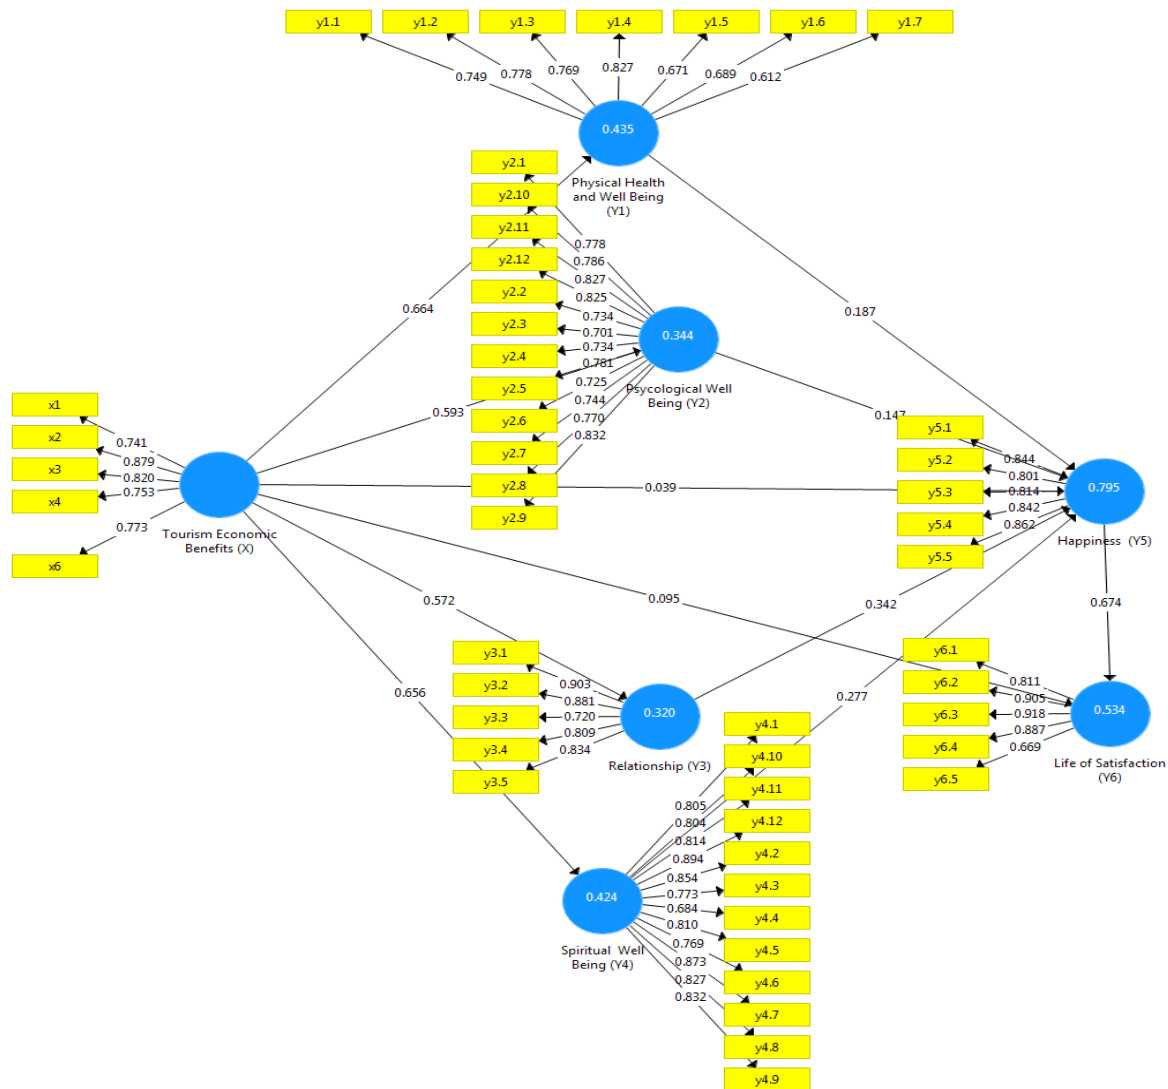 y1.1 y1.2 y1.3 y1.4 y1.5 y1.6 y1.7
0.749 0.778 0.769 0.827 0.671 0.689 0.612
0.435
Physical Health
and Well Being
(Y1)
y2.1
y2.10
y2.11
y2.12
y2.2
y2.3
y2.4
y2.5
y2.6
y2.7
y2.8
y2.9
0.778
0.786
0.827
0.825
0.734
0.701
0.734
0.781
0.725
0.744
0.770
0.832
0.344
Psycological Well
Being (Y2)
0.664
0.593
0.187
0.147
x1
x2
x3
x4
x6
0.741
0.879
0.820
0.753
0.773
Tourism Economic
Benefits (X)
0.039
0.095
0.572
0.656
y5.1
y5.2
y5.3
y5.4
y5.5
0.844
0.801
0.814
0.842
0.862
0.795
Happiness (Y5)
0.342
0.277
0.674
y3.1
y3.2
y3.3
y3.4
y3.5
0.903
0.881
0.720
0.809
0.834
0.320
Relationship (Y3)
y6.1
y6.2
y6.3
y6.4
y6.5
0.811
0.905
0.918
0.887
0.669
0.534
Life of Satisfaction
(Y6)
y4.1
y4.10
y4.11
y4.12
y4.2
y4.3
y4.4
y4.5
y4.6
y4.7
y4.8
y4.9
0.805
0.804
0.814
0.894
0.854
0.773
0.684
0.810
0.769
0.873
0.827
0.832
0.424
Spiritual Well
Being (Y4)